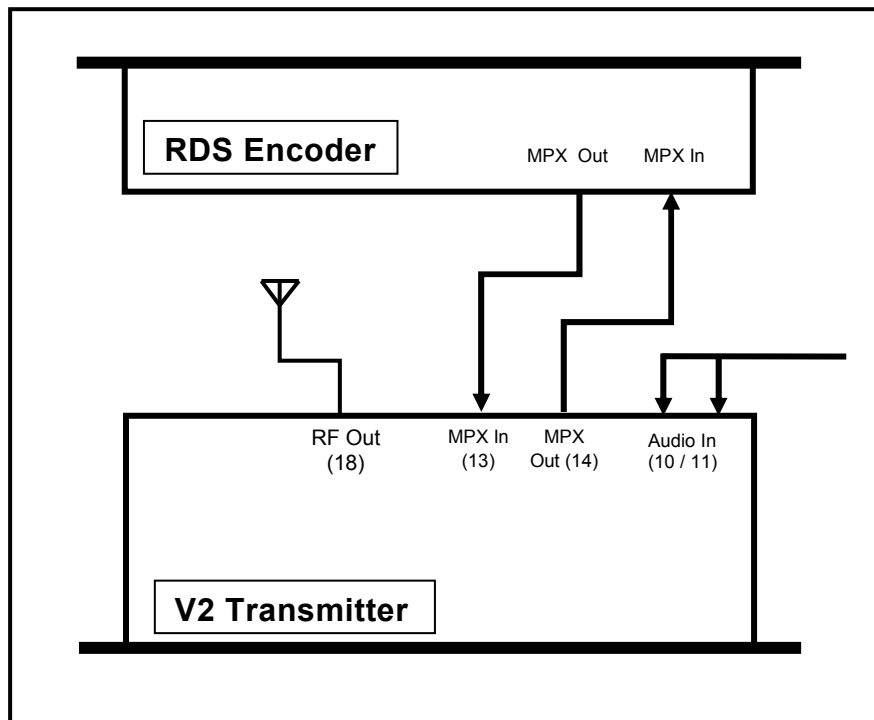 RDS Encoder
MPX Out
MPX In
RF Out
(18)
MPX In
(13)
MPX
Out (14)
Audio In
(10 / 11)
V2 Transmitter